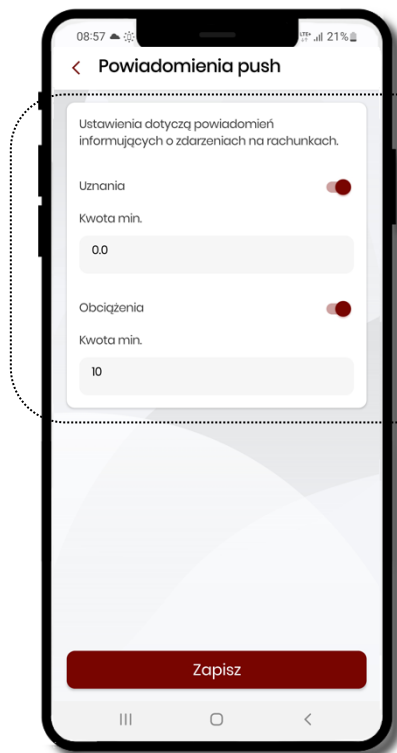 08:57 LTE+ 21%
Powiadomienia push
Ustawienia dotyczą powiadomień
informujących o zdarzeniach na rachunkach.
Uznania
Kwota min.
0.0
Obciążenia
Kwota min.
10
Zapisz